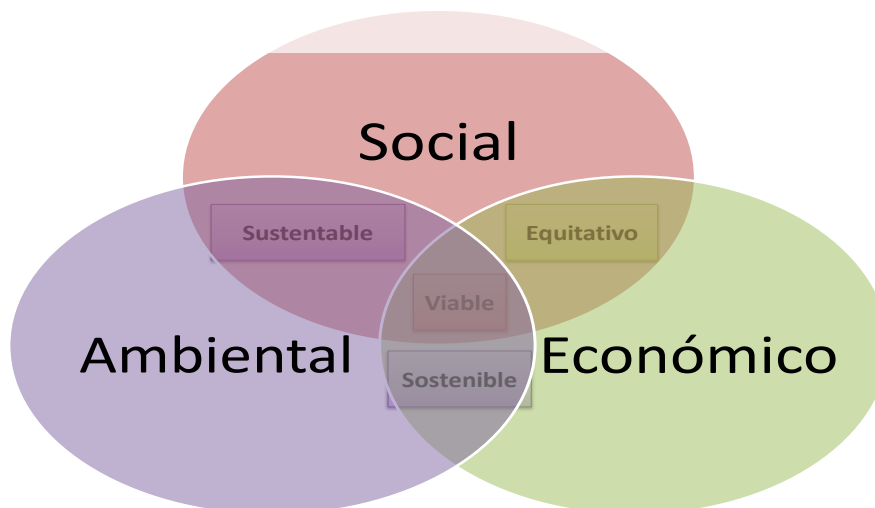 Social
Sustentable
Equitativo
Viable
Ambiental
Económico
Sostenible